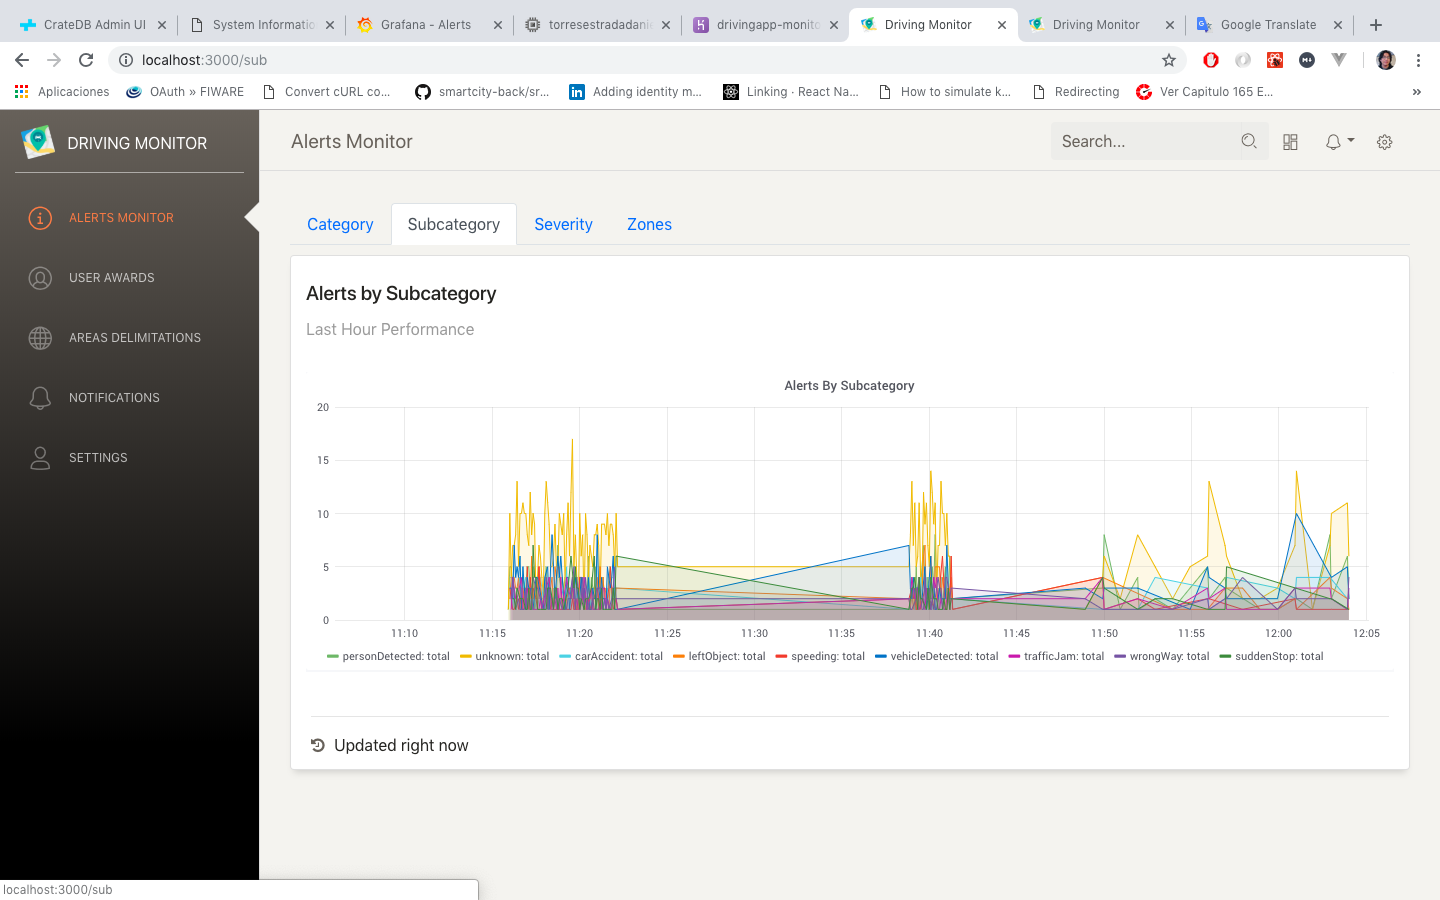 CrateDB Admin UI
System Informatio
Grafana - Alerts
torresestradadanie
drivingapp-monito
Driving Monitor
Driving Monitor
Google Translate
localhost:3000/sub
Aplicaciones
OAuth » FIWARE
Convert cURL co...
smartcity-back/sr...
Adding identity m...
Linking · React Na...
How to simulate k...
Redirecting
Ver Capitulo 165 E...
»
DRIVING MONITOR
Alerts Monitor
Search...
ALERTS MONITOR
USER AWARDS
AREAS DELIMITATIONS
NOTIFICATIONS
SETTINGS
Category
Subcategory
Severity
Zones
Alerts by Subcategory
Last Hour Performance
Alerts By Subcategory
20
15
10
5
0
11:10 11:15 11:20 11:25 11:30 11:35 11:40 11:45 11:50 11:55 12:00 12:05
personDetected: total unknown: total carAccident: total leftObject: total speeding: total vehicleDetected: total trafficJam: total wrongWay: total suddenStop: total
Updated right now
localhost:3000/sub